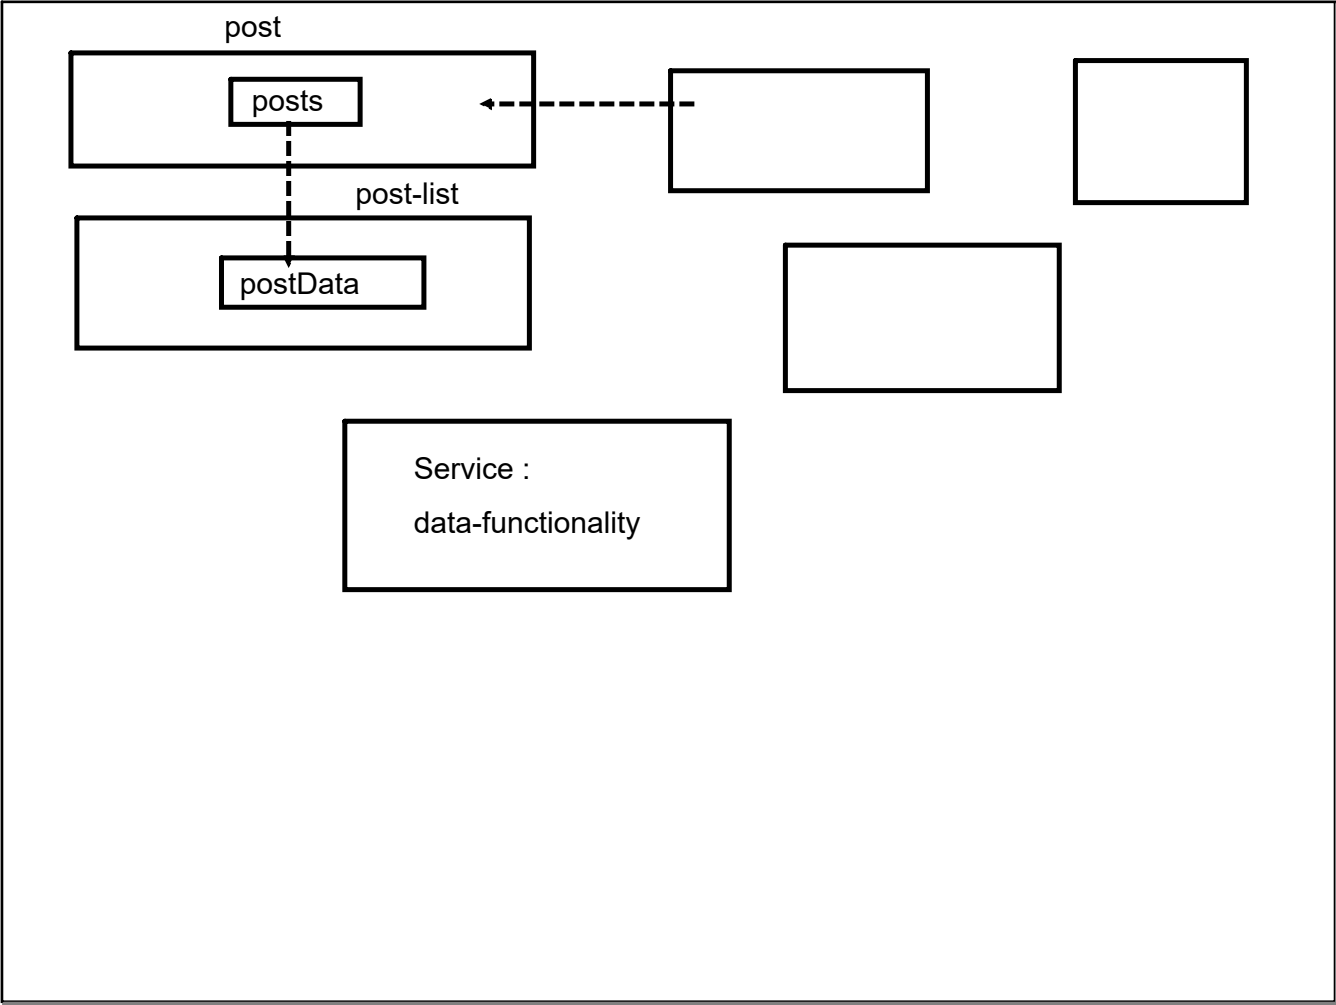 post
posts
post-list
postData
Service :
data-functionality